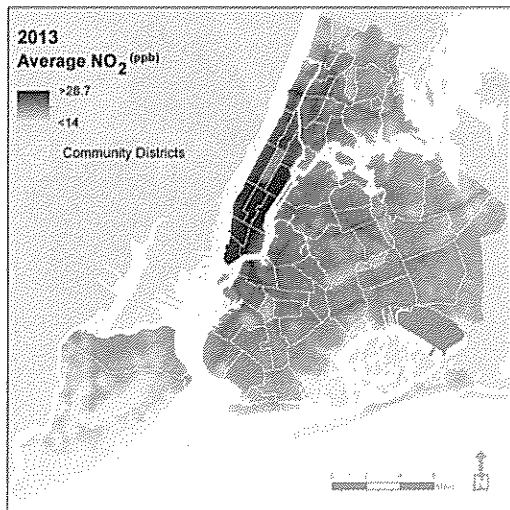 2013
Average NO₂ (ppb)
>28.7
<14
Community Districts
N